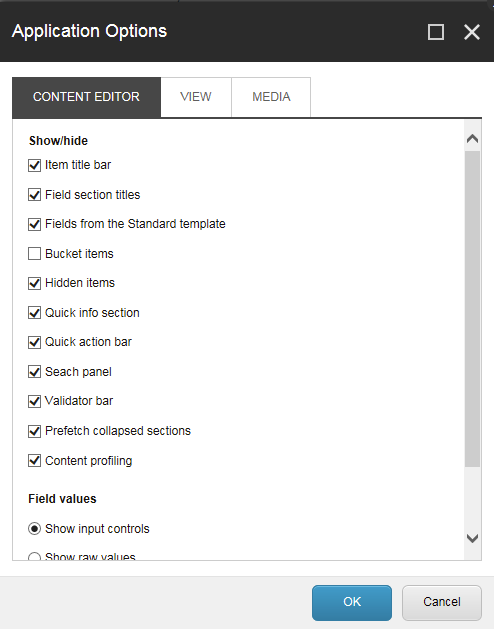 Application Options
CONTENT EDITOR VIEW MEDIA
Show/hide
Item title bar
Field section titles
Fields from the Standard template
Bucket items
Hidden items
Quick info section
Quick action bar
Seach panel
Validator bar
Prefetch collapsed sections
Content profiling
Field values
Show input controls
Show raw values
OK Cancel